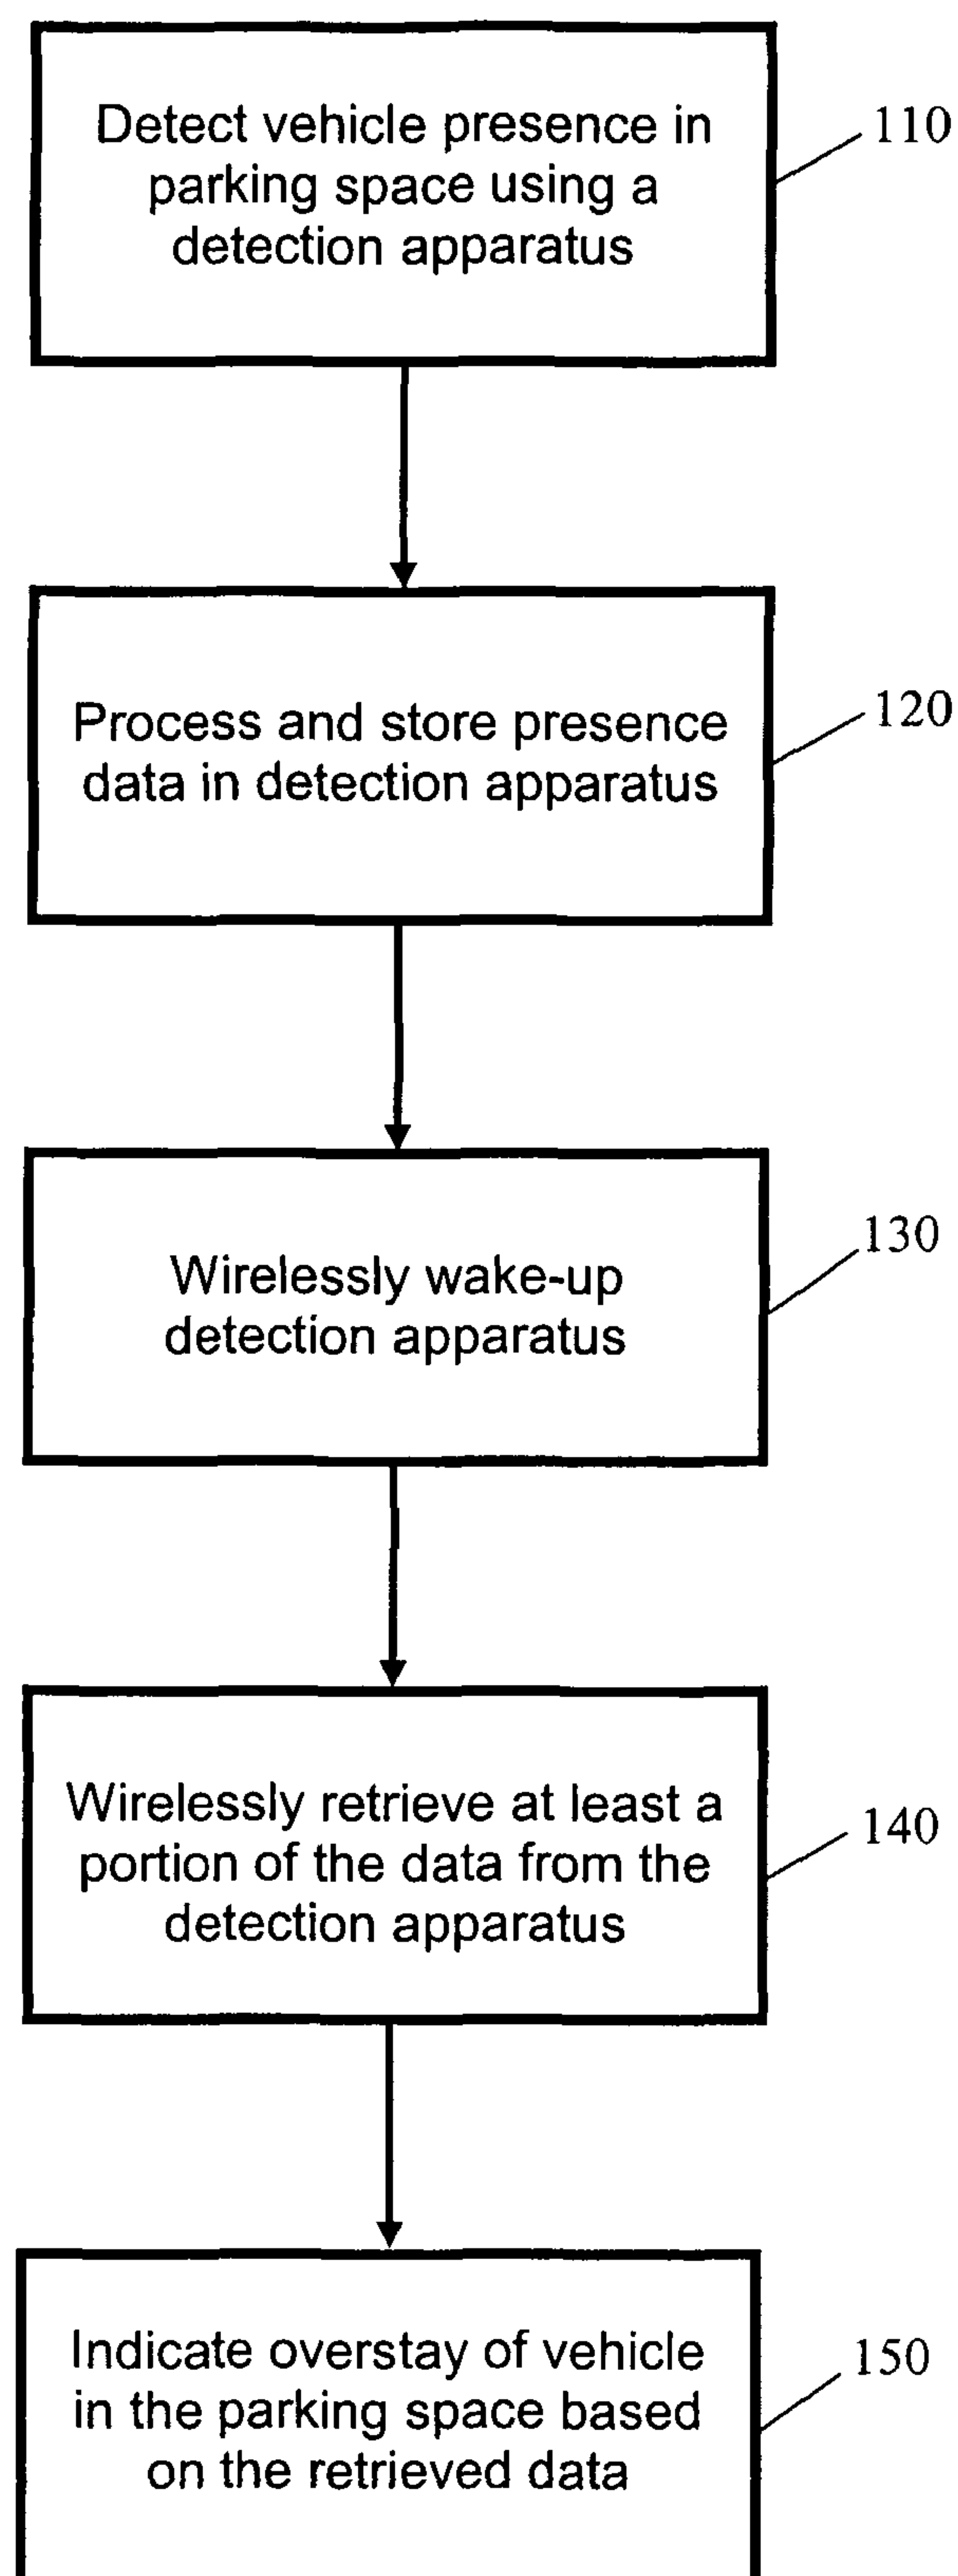 Detect vehicle presence in
parking space using a
detection apparatus
110
Process and store presence
data in detection apparatus
120
Wirelessly wake-up
detection apparatus
130
Wirelessly retrieve at least a
portion of the data from the
detection apparatus
140
Indicate overstay of vehicle
in the parking space based
on the retrieved data
150